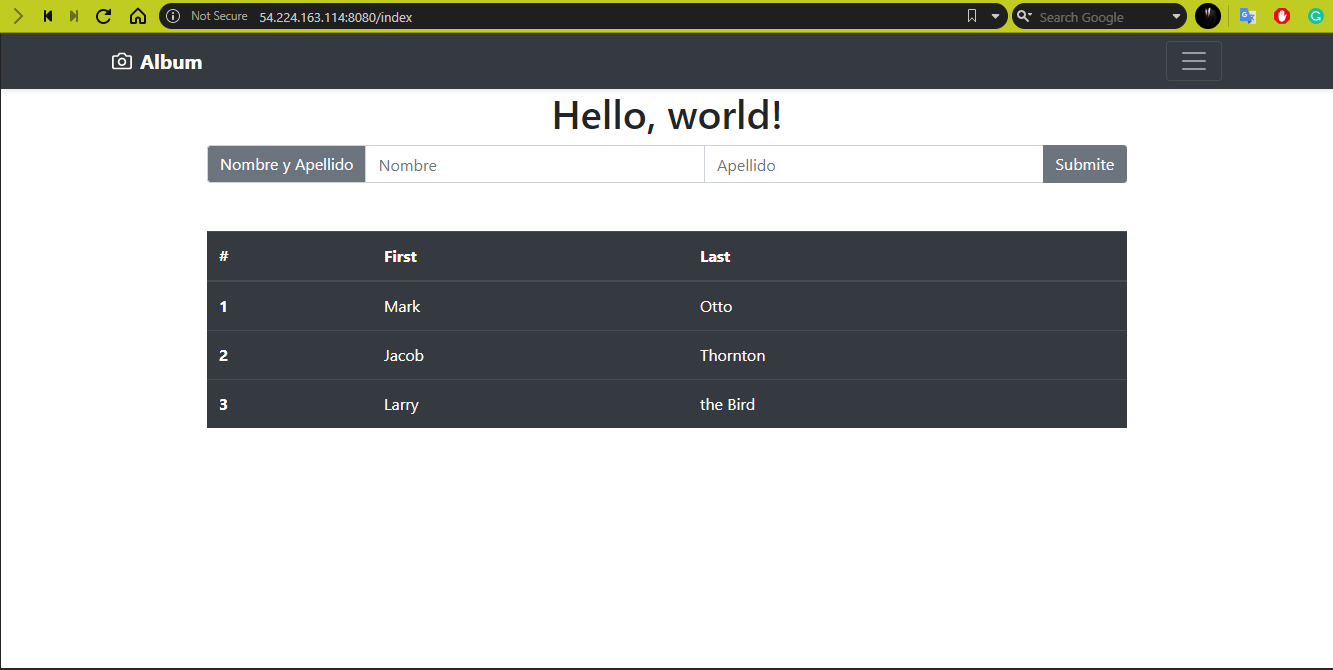 Not Secure 54.224.163.114:8080/index Search Google
Album
Hello, world!
Nombre y Apellido Nombre Apellido Submite
# First Last
1 Mark Otto
2 Jacob Thornton
3 Larry the Bird